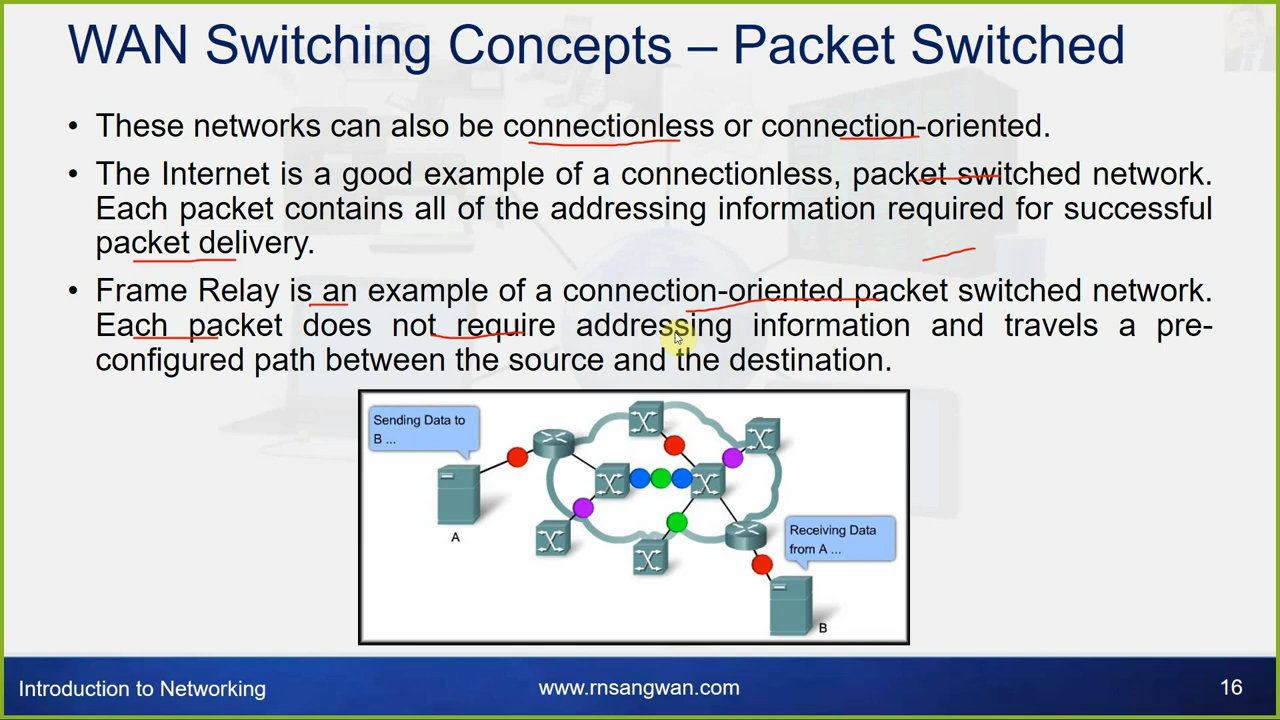 WAN Switching Concepts – Packet Switched
• These networks can also be connectionless or connection-oriented.
• The Internet is a good example of a connectionless, packet switched network.
Each packet contains all of the addressing information required for successful
packet delivery.
• Frame Relay is an example of a connection-oriented packet switched network.
Each packet does not require addressing information and travels a pre-
configured path between the source and the destination.
Sending Data to
B ...
A
Receiving Data
from A ...
B
Introduction to Networking
www.rnsangwan.com
16